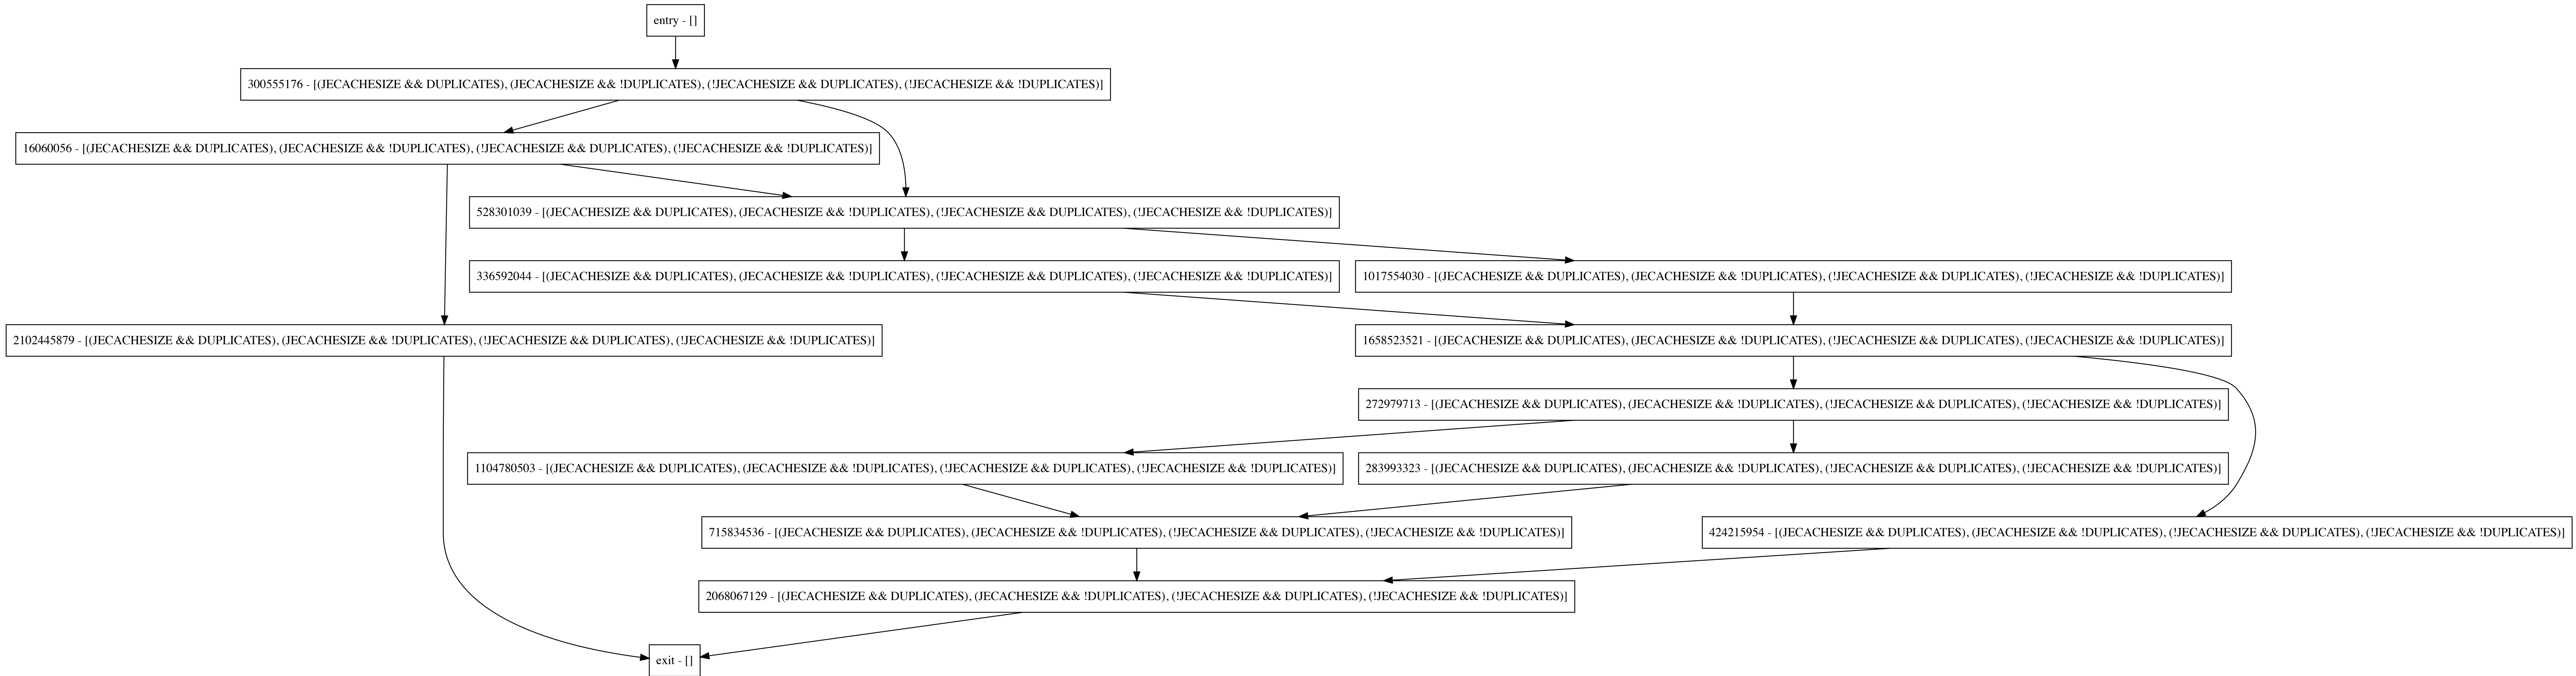 entry - []
300555176 - [(JECACHESIZE && DUPLICATES), (JECACHESIZE && !DUPLICATES), (!JECACHESIZE && DUPLICATES), (!JECACHESIZE && !DUPLICATES)]
16060056 - [(JECACHESIZE && DUPLICATES), (JECACHESIZE && !DUPLICATES), (!JECACHESIZE && DUPLICATES), (!JECACHESIZE && !DUPLICATES)]
528301039 - [(JECACHESIZE && DUPLICATES), (JECACHESIZE && !DUPLICATES), (!JECACHESIZE && DUPLICATES), (!JECACHESIZE && !DUPLICATES)]
336592044 - [(JECACHESIZE && DUPLICATES), (JECACHESIZE && !DUPLICATES), (!JECACHESIZE && DUPLICATES), (!JECACHESIZE && !DUPLICATES)]
1017554030 - [(JECACHESIZE && DUPLICATES), (JECACHESIZE && !DUPLICATES), (!JECACHESIZE && DUPLICATES), (!JECACHESIZE && !DUPLICATES)]
2102445879 - [(JECACHESIZE && DUPLICATES), (JECACHESIZE && !DUPLICATES), (!JECACHESIZE && DUPLICATES), (!JECACHESIZE && !DUPLICATES)]
1658523521 - [(JECACHESIZE && DUPLICATES), (JECACHESIZE && !DUPLICATES), (!JECACHESIZE && DUPLICATES), (!JECACHESIZE && !DUPLICATES)]
272979713 - [(JECACHESIZE && DUPLICATES), (JECACHESIZE && !DUPLICATES), (!JECACHESIZE && DUPLICATES), (!JECACHESIZE && !DUPLICATES)]
1104780503 - [(JECACHESIZE && DUPLICATES), (JECACHESIZE && !DUPLICATES), (!JECACHESIZE && DUPLICATES), (!JECACHESIZE && !DUPLICATES)]
283993323 - [(JECACHESIZE && DUPLICATES), (JECACHESIZE && !DUPLICATES), (!JECACHESIZE && DUPLICATES), (!JECACHESIZE && !DUPLICATES)]
715834536 - [(JECACHESIZE && DUPLICATES), (JECACHESIZE && !DUPLICATES), (!JECACHESIZE && DUPLICATES), (!JECACHESIZE && !DUPLICATES)]
424215954 - [(JECACHESIZE && DUPLICATES), (JECACHESIZE && !DUPLICATES), (!JECACHESIZE && DUPLICATES), (!JECACHESIZE && !DUPLICATES)]
2068067129 - [(JECACHESIZE && DUPLICATES), (JECACHESIZE && !DUPLICATES), (!JECACHESIZE && DUPLICATES), (!JECACHESIZE && !DUPLICATES)]
exit - []